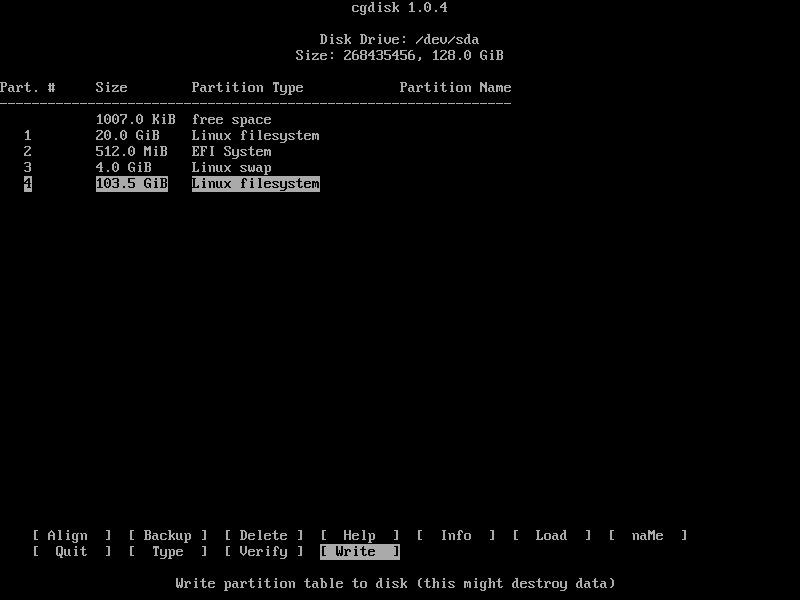 cgdisk 1.0.4
Disk Drive: /dev/sda
Size: 268435456, 128.0 GiB
Part. #     Size        Partition Type            Partition Name
----------------------------------------------------------------
            1007.0 KiB  free space
   1        20.0 GiB    Linux filesystem
   2        512.0 MiB   EFI System
   3        4.0 GiB     Linux swap
   4        103.5 GiB   Linux filesystem
[ Align  ]  [ Backup ]  [ Delete ]  [  Help  ]  [  Info  ]  [  Load  ]  [  naMe  ]
[  Quit  ]  [  Type  ]  [ Verify ]  [ Write  ]
Write partition table to disk (this might destroy data)